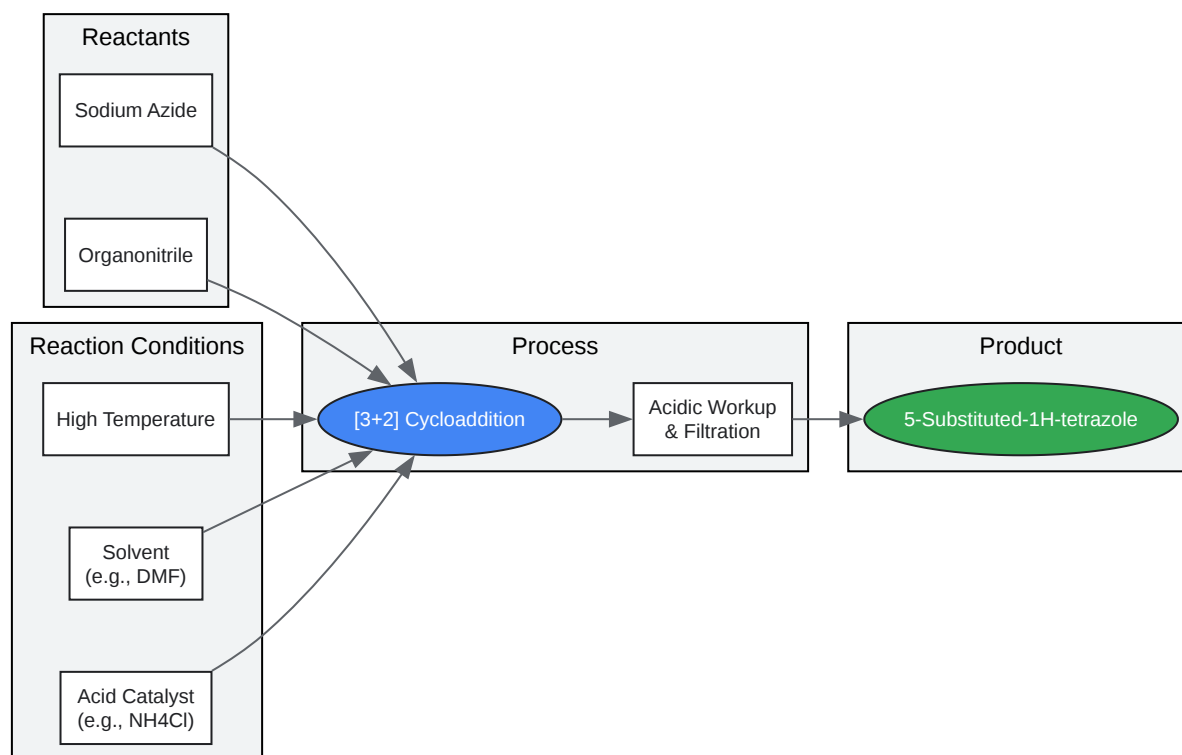 Reactants
Sodium Azide
Organonitrile
Reaction Conditions
High Temperature
Solvent
(e.g., DMF)
Acid Catalyst
(e.g., NH4Cl)
Process
[3+2] Cycloaddition
Acidic Workup
& Filtration
Product
5-Substituted-1H-tetrazole